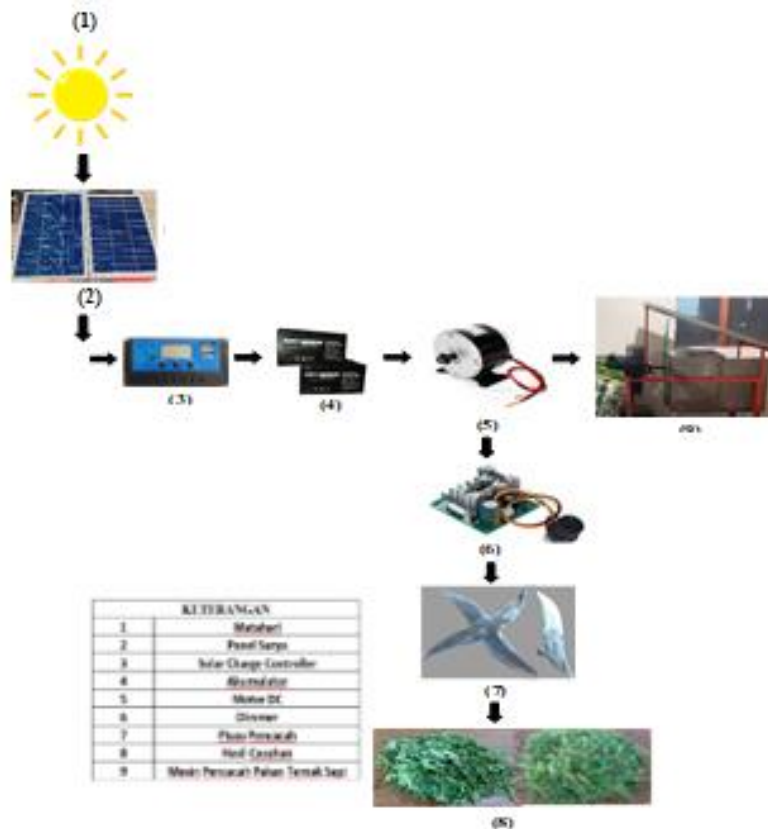 (1)
(2)
(3)
(4)
(5)
(9)
(6)
(7)
KETERANGAN
1 Matahari
2 Panel Surya
3 Solar Charge Controller
4 Akumulator
5 Motor DC
6 Dimmer
7 Pisau Pencacah
8 Hasil Cacahan
9 Mesin Pencacah Pakan Ternak Sapi
(8)